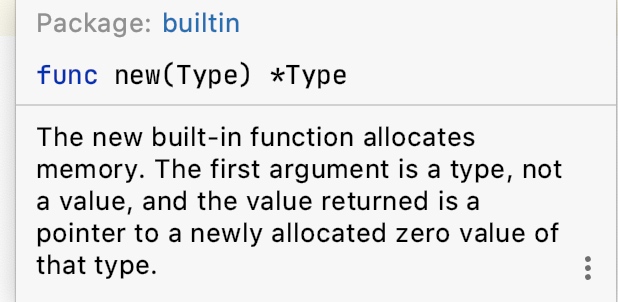 Package: builtin
func new(Type) *Type
The new built-in function allocates
memory. The first argument is a type, not
a value, and the value returned is a
pointer to a newly allocated zero value of
that type.